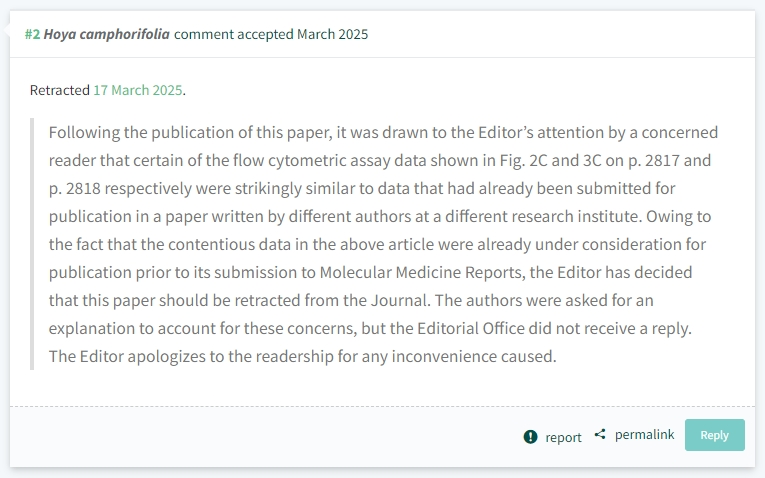 #2 Hoya camphorifolia comment accepted March 2025
Retracted 17 March 2025.
Following the publication of this paper, it was drawn to the Editor’s attention by a concerned
reader that certain of the flow cytometric assay data shown in Fig. 2C and 3C on p. 2817 and
p. 2818 respectively were strikingly similar to data that had already been submitted for
publication in a paper written by different authors at a different research institute. Owing to
the fact that the contentious data in the above article were already under consideration for
publication prior to its submission to Molecular Medicine Reports, the Editor has decided
that this paper should be retracted from the Journal. The authors were asked for an
explanation to account for these concerns, but the Editorial Office did not receive a reply.
The Editor apologizes to the readership for any inconvenience caused.
report permalink Reply